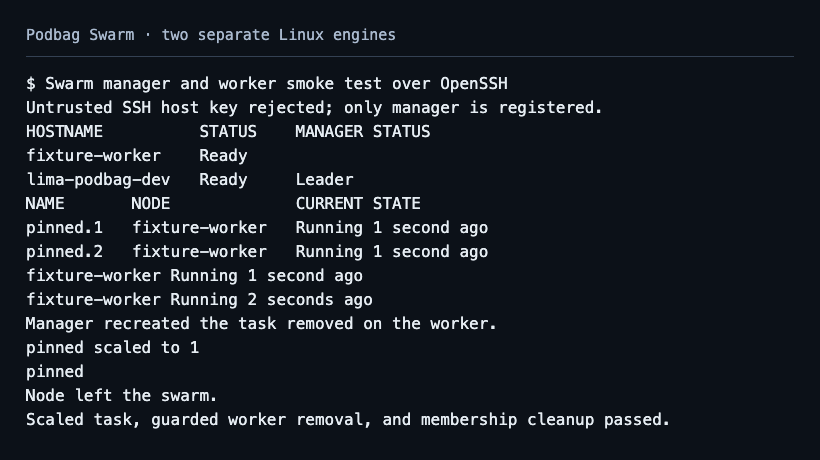 Podbag Swarm · two separate Linux engines
$ Swarm manager and worker smoke test over OpenSSH
Untrusted SSH host key rejected; only manager is registered.
HOSTNAME          STATUS    MANAGER STATUS
fixture-worker    Ready
lima-podbag-dev   Ready     Leader
NAME       NODE             CURRENT STATE
pinned.1   fixture-worker   Running 1 second ago
pinned.2   fixture-worker   Running 1 second ago
fixture-worker Running 1 second ago
fixture-worker Running 2 seconds ago
Manager recreated the task removed on the worker.
pinned scaled to 1
pinned
Node left the swarm.
Scaled task, guarded worker removal, and membership cleanup passed.